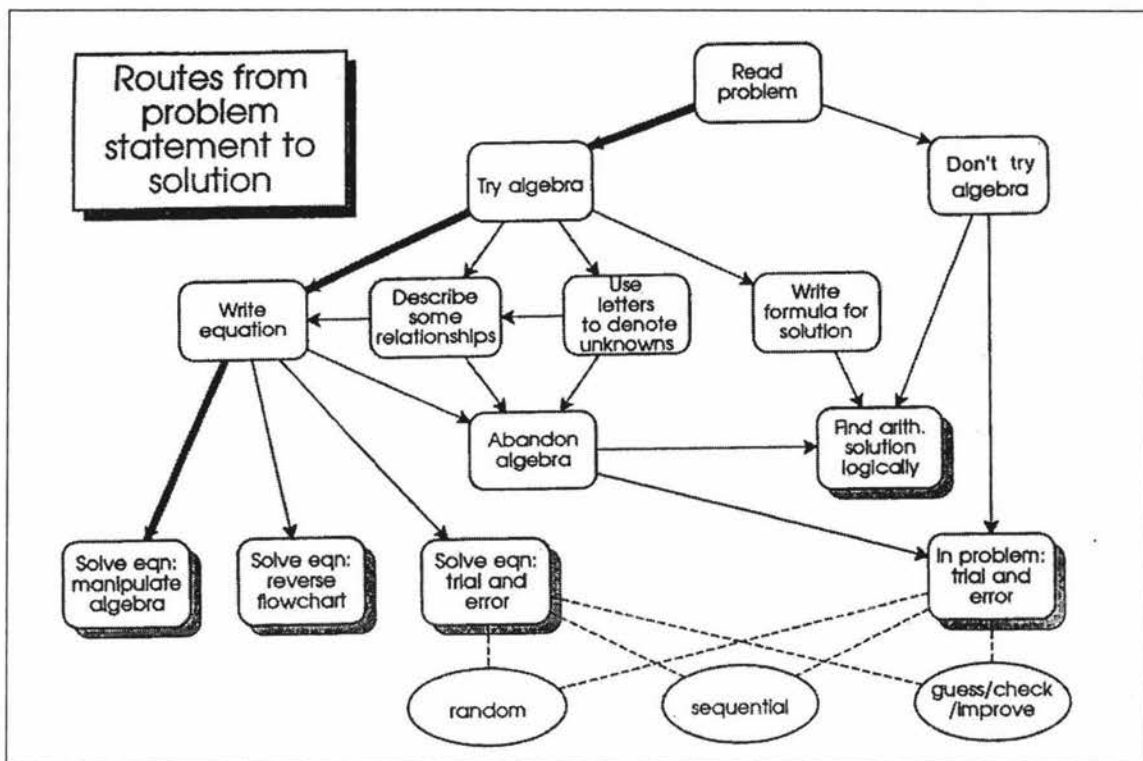 Routes from
problem
statement to
solution
Read
problem
Try algebra
Don't try
algebra
Write
equation
Describe
some
relationships
Use
letters
to denote
unknowns
Write
formula for
solution
Abandon
algebra
Find arith.
solution
logically
Solve eqn:
manipulate
algebra
Solve eqn:
reverse
flowchart
Solve eqn:
trial and
error
In problem:
trial and
error
random
sequential
guess/check
/improve